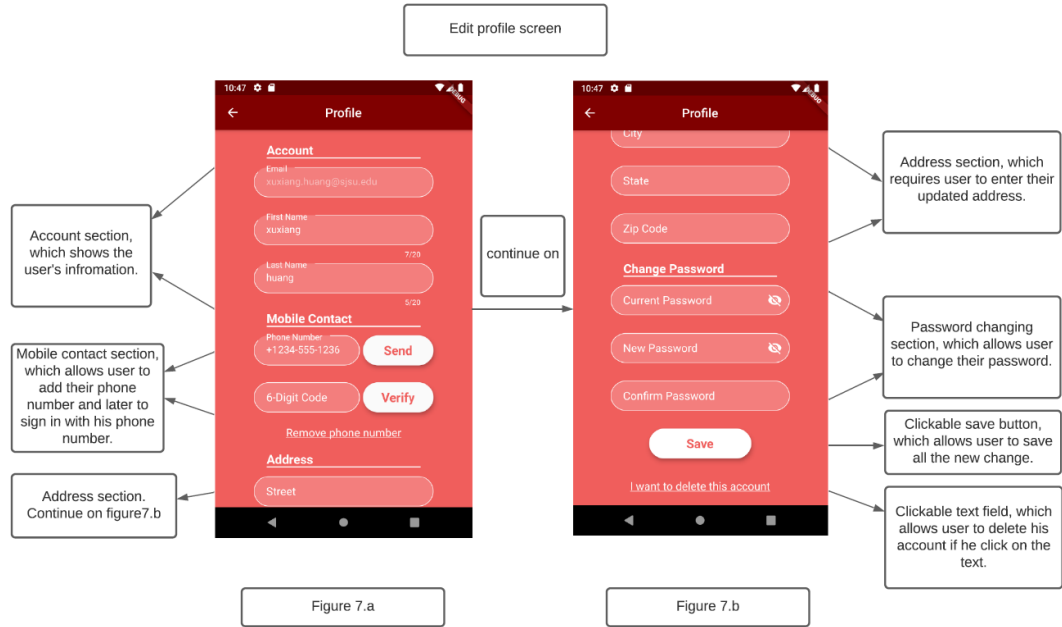 Edit profile screen
10:47
DEBUG
Profile
Account
Email
xuxiang.huang@sjsu.edu
First Name
xuxiang
7/20
Last Name
huang
5/20
Mobile Contact
Phone Number
+1234-555-1236
Send
6-Digit Code
Verify
Remove phone number
Address
Street
Account section,
which shows the
user's infromation.
Mobile contact section,
which allows user to
add their phone
number and later to
sign in with his phone
number.
Address section.
Continue on figure7.b
continue on
10:47
DEBUG
Profile
City
State
Zip Code
Change Password
Current Password
New Password
Confirm Password
Save
I want to delete this account
Address section, which
requires user to enter their
updated address.
Password changing
section, which allows user
to change their password.
Clickable save button,
which allows user to save
all the new change.
Clickable text field, which
allows user to delete his
account if he click on the
text.
Figure 7.a
Figure 7.b